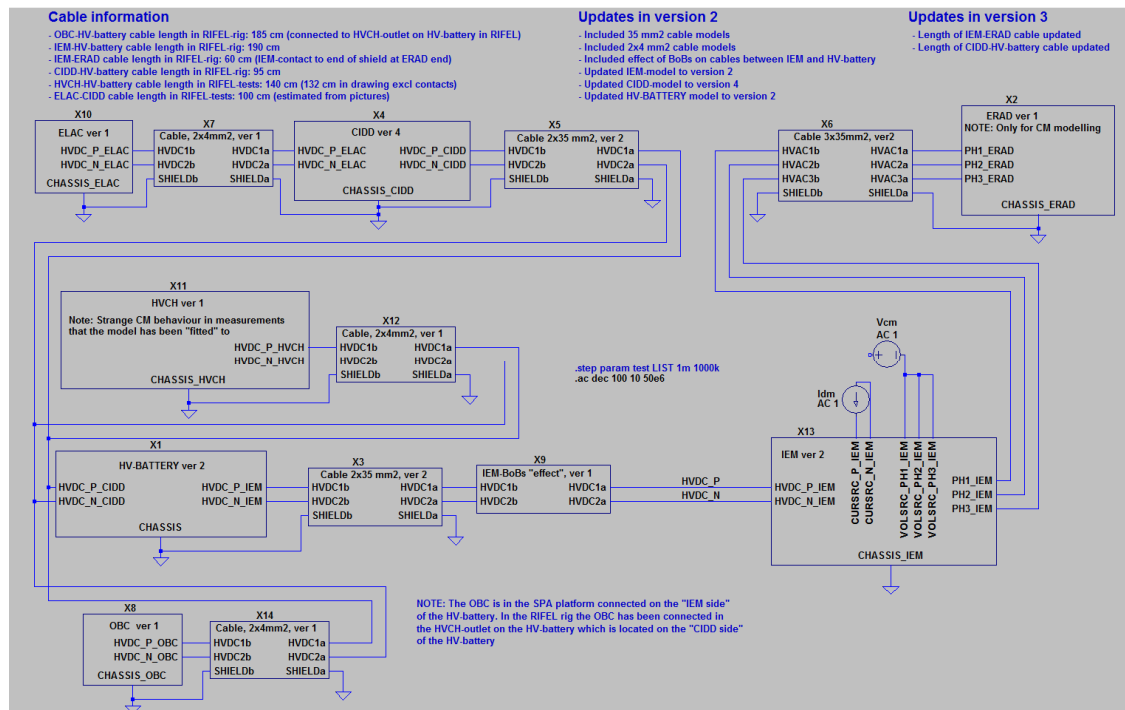 Cable information
- OBC-HV-battery cable length in RIFEL-rig: 185 cm (connected to HVCH-outlet on HV-battery in RIFEL)
- IEM-HV-battery cable length in RIFEL-rig: 190 cm
- IEM-ERAD cable length in RIFEL-rig: 60 cm (IEM-contact to end of shield at ERAD end)
- CIDD-HV-battery cable length in RIFEL-rig: 95 cm
- HVCH-HV-battery cable length in RIFEL-tests: 140 cm (132 cm in drawing excl contacts)
- ELAC-CIDD cable length in RIFEL-tests: 100 cm (estimated from pictures)
Updates in version 2
- Included 35 mm2 cable models
- Included 2x4 mm2 cable models
- Included effect of BoBs on cables between IEM and HV-battery
- Updated IEM-model to version 2
- Updated CIDD-model to version 4
- Updated HV-BATTERY model to version 2
Updates in version 3
- Length of IEM-ERAD cable updated
- Length of CIDD-HV-battery cable updated
X10
ELAC ver 1
HVDC_P_ELAC
HVDC_N_ELAC
CHASSIS_ELAC
X7
Cable, 2x4mm2, ver 1
HVDC1b HVDC1a
HVDC2b HVDC2a
SHIELDb SHIELDa
X4
CIDD ver 4
HVDC_P_ELAC HVDC_P_CIDD
HVDC_N_ELAC HVDC_N_CIDD
CHASSIS_CIDD
X5
Cable 2x35 mm2, ver 2
HVDC1b HVDC1a
HVDC2b HVDC2a
SHIELDb SHIELDa
X6
Cable 3x35mm2, ver2
HVAC1b HVAC1a
HVAC2b HVAC2a
HVAC3b HVAC3a
SHIELDb SHIELDa
X2
ERAD ver 1
NOTE: Only for CM modelling
PH1_ERAD
PH2_ERAD
PH3_ERAD
CHASSIS_ERAD
X11
HVCH ver 1
Note: Strange CM behaviour in measurements
that the model has been "fitted" to
HVDC_P_HVCH
HVDC_N_HVCH
CHASSIS_HVCH
X12
Cable, 2x4mm2, ver 1
HVDC1b HVDC1a
HVDC2b HVDC2a
SHIELDb SHIELDa
.step param test LIST 1m 1000k
.ac dec 100 10 50e6
Vcm
AC 1
Idm
AC 1
X1
HV-BATTERY ver 2
HVDC_P_CIDD HVDC_P_IEM
HVDC_N_CIDD HVDC_N_IEM
CHASSIS
X3
Cable 2x35 mm2, ver 2
HVDC1b HVDC1a
HVDC2b HVDC2a
SHIELDb SHIELDa
X9
IEM-BoBs "effect", ver 1
HVDC1b HVDC1a
HVDC2b HVDC2a
HVDC_P
HVDC_N
X13
IEM ver 2
HVDC_P_IEM
HVDC_N_IEM
CURSRC_P_IEM
CURSRC_N_IEM
VOLSRC_PH1_IEM
VOLSRC_PH2_IEM
VOLSRC_PH3_IEM
PH1_IEM
PH2_IEM
PH3_IEM
CHASSIS_IEM
X8
OBC ver 1
HVDC_P_OBC
HVDC_N_OBC
CHASSIS_OBC
X14
Cable, 2x4mm2, ver 1
HVDC1b HVDC1a
HVDC2b HVDC2a
SHIELDb SHIELDa
NOTE: The OBC is in the SPA platform connected on the "IEM side"
of the HV-battery. In the RIFEL rig the OBC has been connected in
the HVCH-outlet on the HV-battery which is located on the "CIDD side"
of the HV-battery